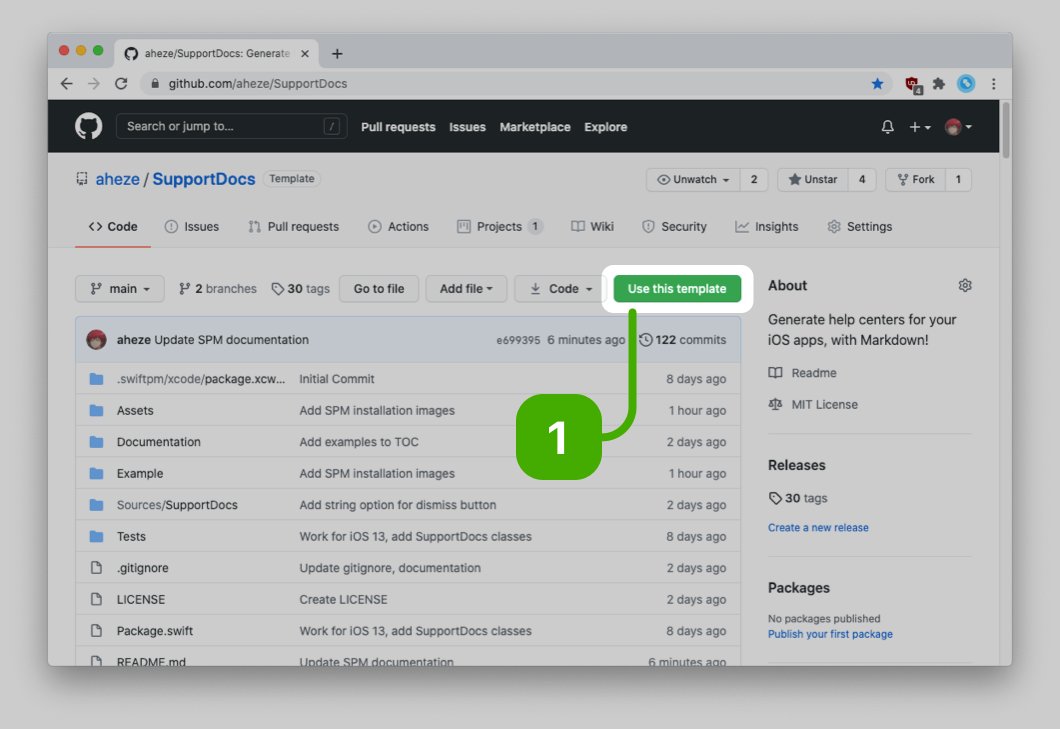 aheze/SupportDocs: Generate
github.com/aheze/SupportDocs
4
Search or jump to... /
Pull requests Issues Marketplace Explore
aheze / SupportDocs Template
Unwatch 2 Unstar 4 Fork 1
Code Issues Pull requests Actions Projects 1 Wiki Security Insights Settings
main 2 branches 30 tags Go to file Add file Code Use this template
aheze Update SPM documentation e699395 6 minutes ago 122 commits
.swiftpm/xcode/package.xcw... Initial Commit 8 days ago
Assets Add SPM installation images 1 hour ago
Documentation Add examples to TOC 2 days ago
Example Add SPM installation images 1 hour ago
Sources/SupportDocs Add string option for dismiss button 2 days ago
Tests Work for iOS 13, add SupportDocs classes 8 days ago
.gitignore Update gitignore, documentation 2 days ago
LICENSE Create LICENSE 2 days ago
Package.swift Work for iOS 13, add SupportDocs classes 8 days ago
README.md Update SPM documentation 6 minutes ago
1
About
Generate help centers for your
iOS apps, with Markdown!
Readme
MIT License
Releases
30 tags
Create a new release
Packages
No packages published
Publish your first package